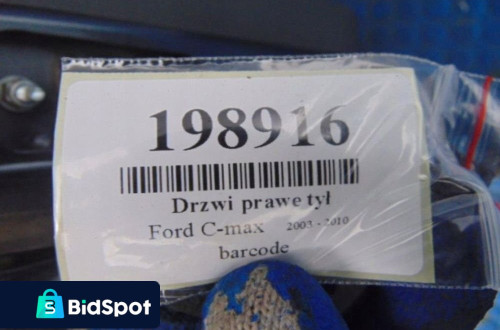 198916
Drzwi prawe tył
Ford C-max 2003 - 2010
barcode
BidSpot